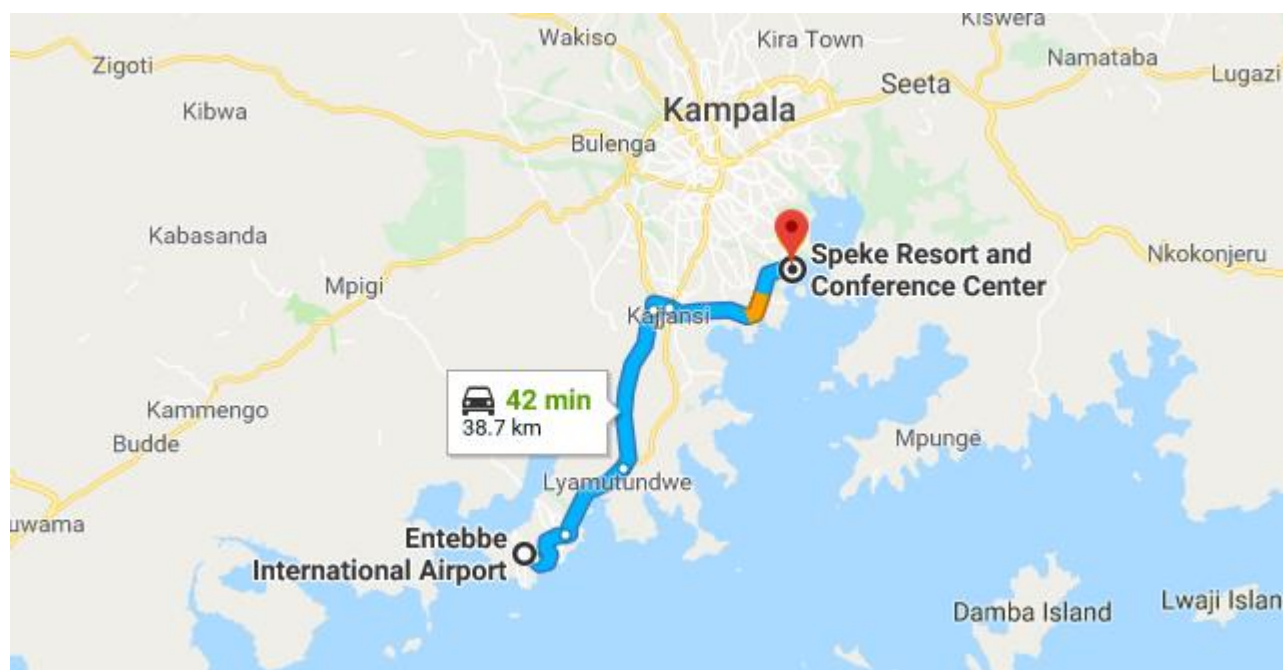 Kiswera
Wakiso
Kira Town
Zigoti
Namataba
Lugazi
Seeta
Kibwa
Kampala
Bulenga
Kabasanda
Speke Resort and
Conference Center
Nkokonjeru
Mpigi
Kajjansi
42 min
38.7 km
Kammengo
Budde
Mpunge
Lyamutundwe
uwama
Entebbe
International Airport
Damba Island
Lwaji Islan